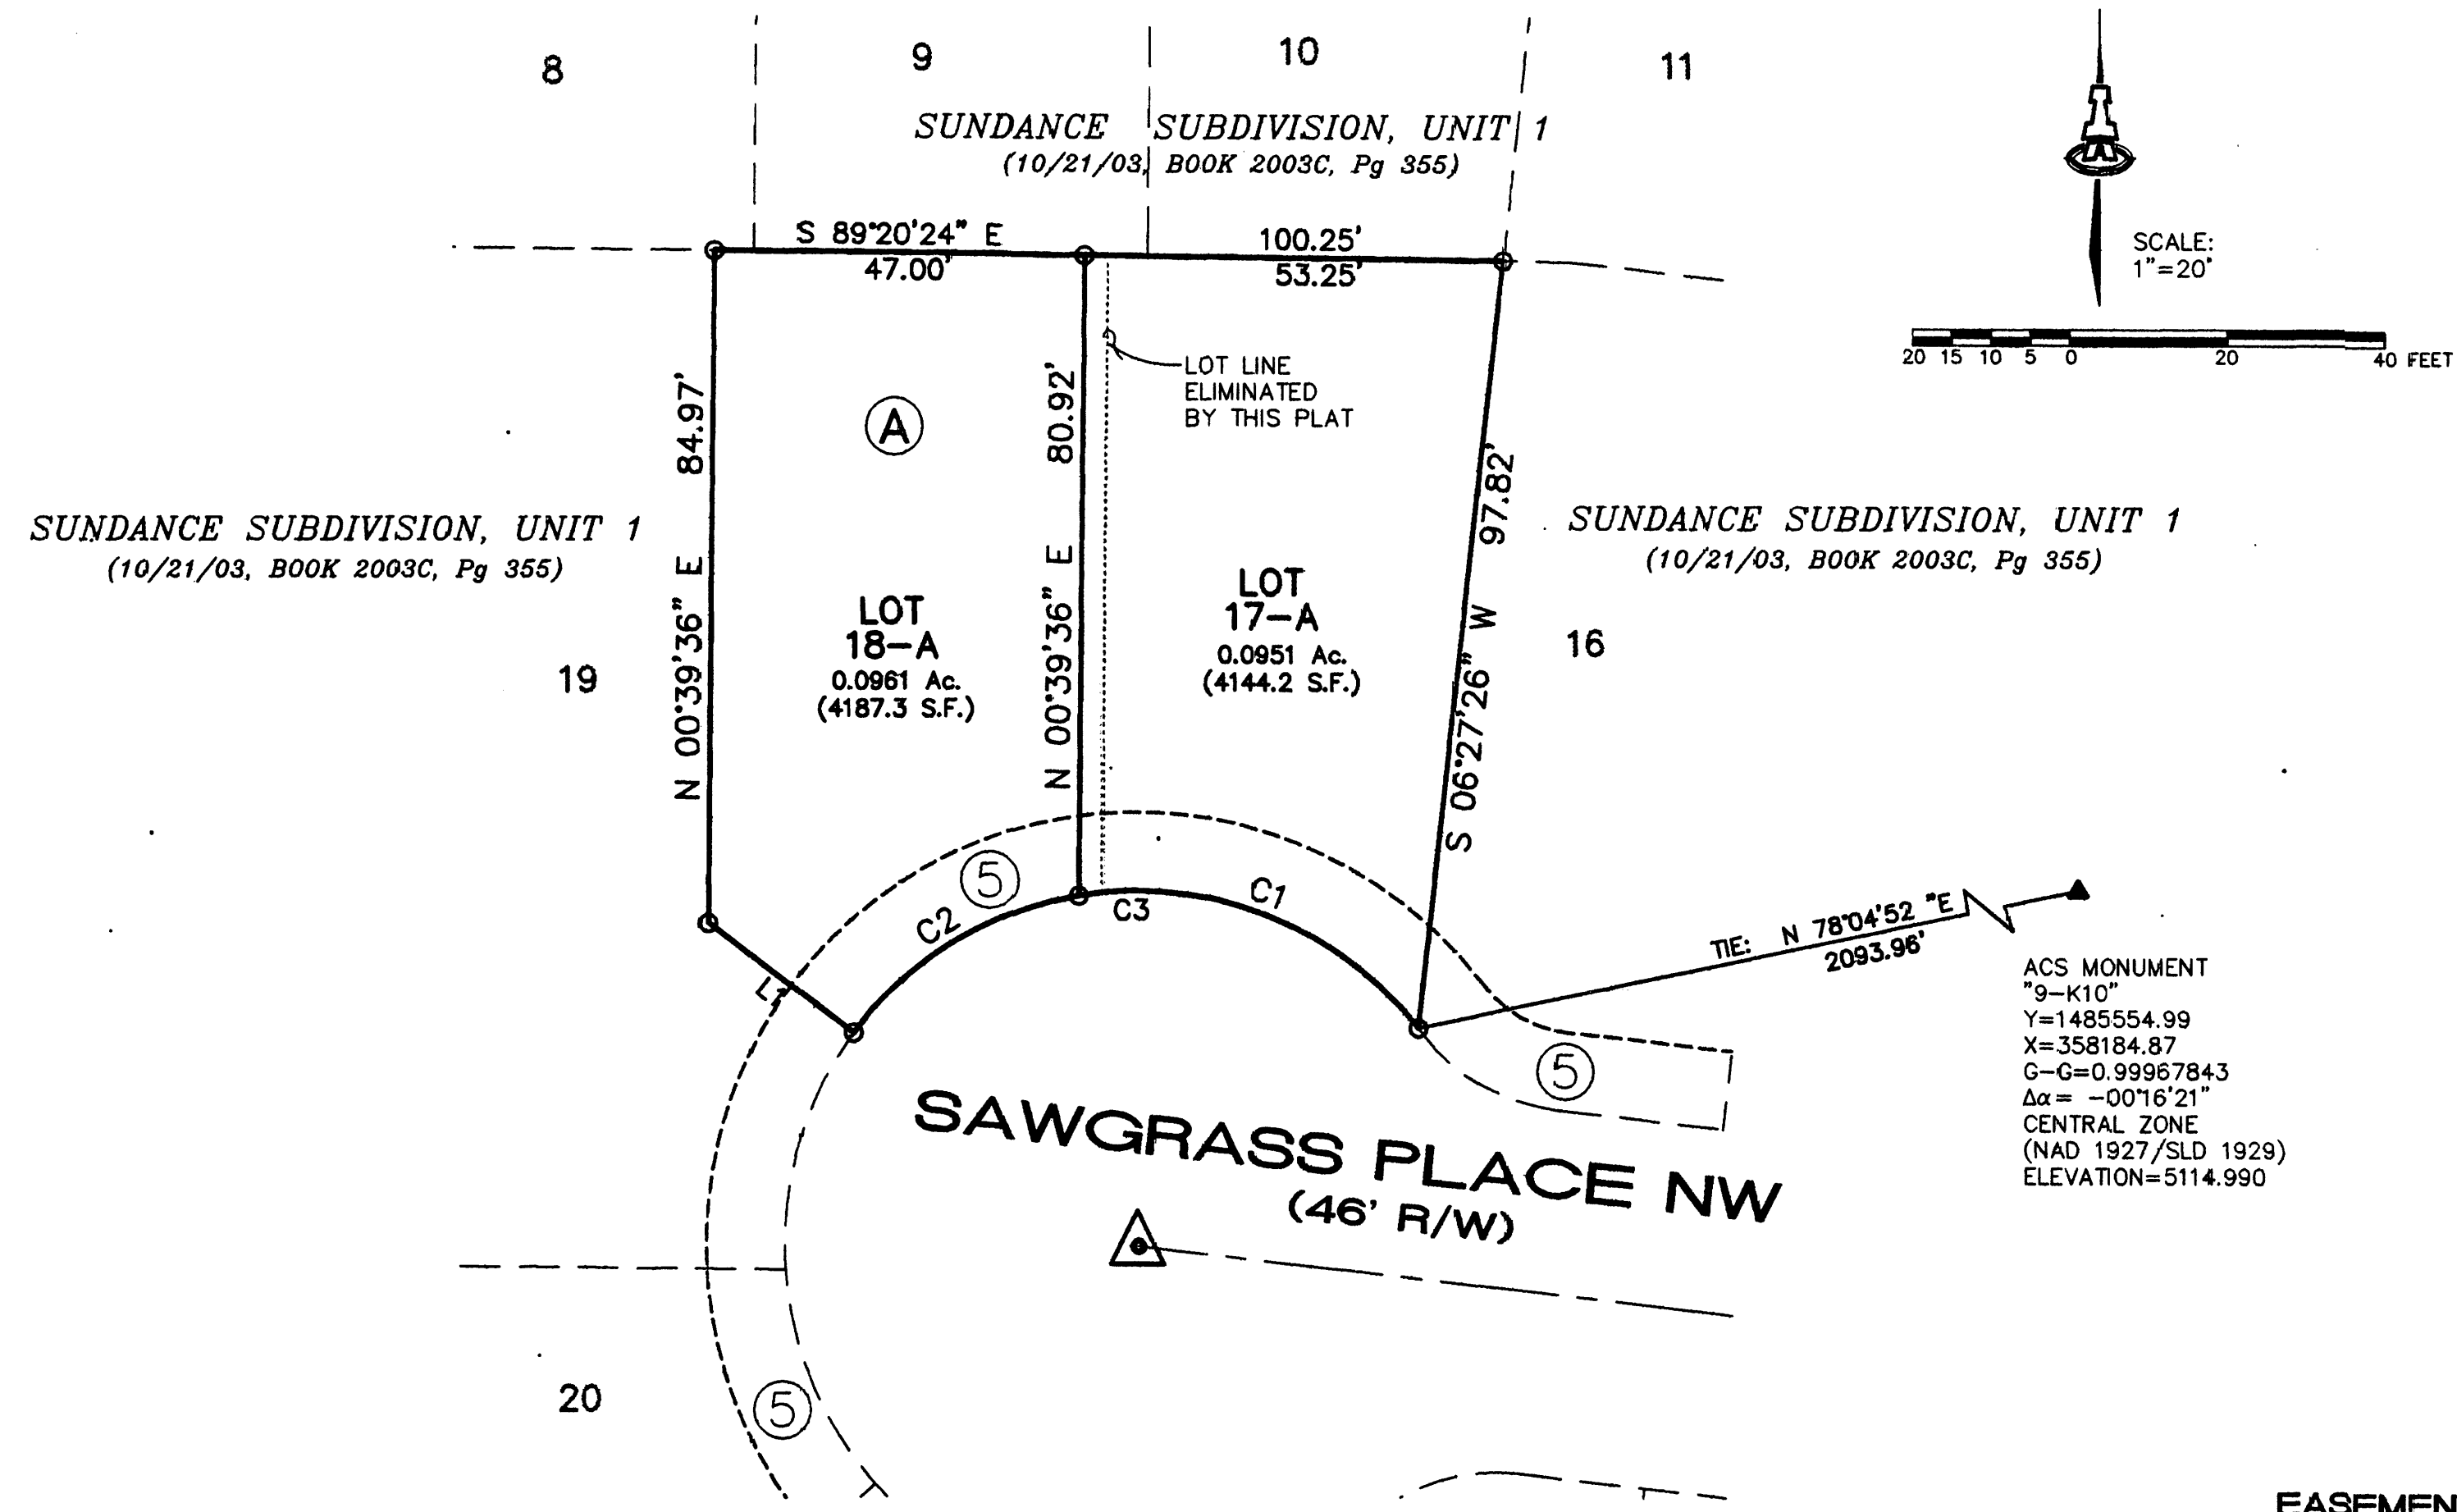 8
9
10
11
SUNDANCE SUBDIVISION, UNIT 1
(10/21/03, BOOK 2003C, Pg 355)
SCALE:
1"=20'
20 15 10 5 0 20 40 FEET
S 89°20'24" E
100.25'
47.00'
53.25'
LOT LINE
ELIMINATED
BY THIS PLAT
N 00°39'36" E 84.97'
A
N 00°39'36" E 80.92'
S 06°27'26" W 97.82'
SUNDANCE SUBDIVISION, UNIT 1
(10/21/03, BOOK 2003C, Pg 355)
SUNDANCE SUBDIVISION, UNIT 1
(10/21/03, BOOK 2003C, Pg 355)
LOT
18-A
0.0961 Ac.
(4187.3 S.F.)
LOT
17-A
0.0951 Ac.
(4144.2 S.F.)
19
16
5
C2
C3
C1
TIE: N 78°04'52 "E
2093.96'
ACS MONUMENT
"9-K10"
Y=1485554.99
X=358184.87
G-G=0.99967843
Δα= -00°16'21"
CENTRAL ZONE
(NAD 1927/SLD 1929)
ELEVATION=5114.990
5
SAWGRASS PLACE NW
(46' R/W)
20
5